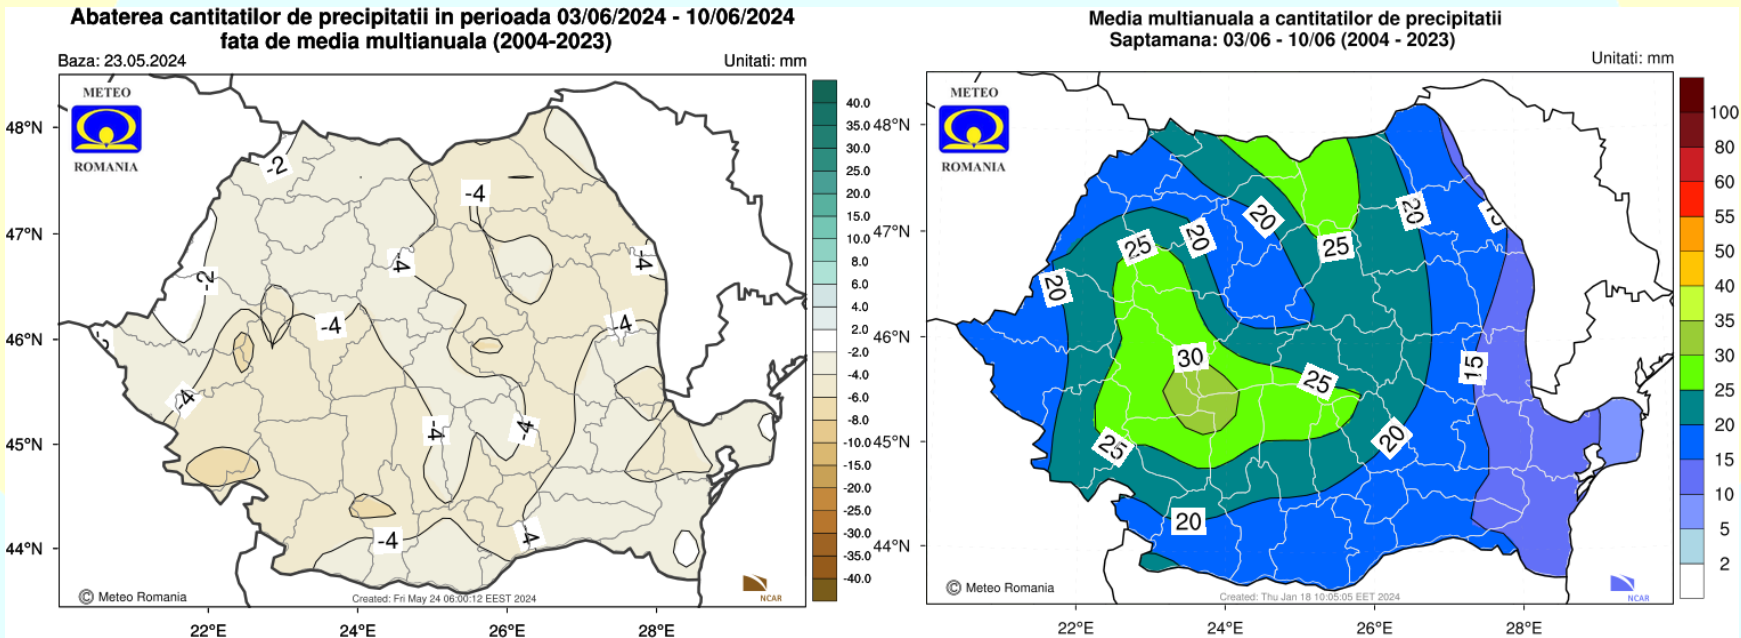 Abaterea cantitatilor de precipitatii in perioada 03/06/2024 - 10/06/2024
fata de media multianuala (2004-2023)
Baza: 23.05.2024
Unitati: mm
METEO
ROMANIA
48°N
47°N
46°N
45°N
44°N
22°E
24°E
26°E
28°E
-2
-4
-2
-4
-4
-4
-4
-4
-4
-4
-4
-4
40.0
35.0
30.0
25.0
20.0
15.0
10.0
8.0
6.0
4.0
2.0
-2.0
-4.0
-6.0
-8.0
-10.0
-15.0
-20.0
-25.0
-30.0
-35.0
-40.0
© Meteo Romania
Created: Fri May 24 06:00:12 EEST 2024
NCAR
Media multianuala a cantitatilor de precipitatii
Saptamana: 03/06 - 10/06 (2004 - 2023)
Unitati: mm
METEO
ROMANIA
48°N
47°N
46°N
45°N
44°N
22°E
24°E
26°E
28°E
20
20
25
20
25
20
30
25
15
25
20
20
100
80
60
55
50
45
40
35
30
25
20
15
10
5
2
© Meteo Romania
Created: Thu Jan 18 10:05:05 EET 2024
NCAR